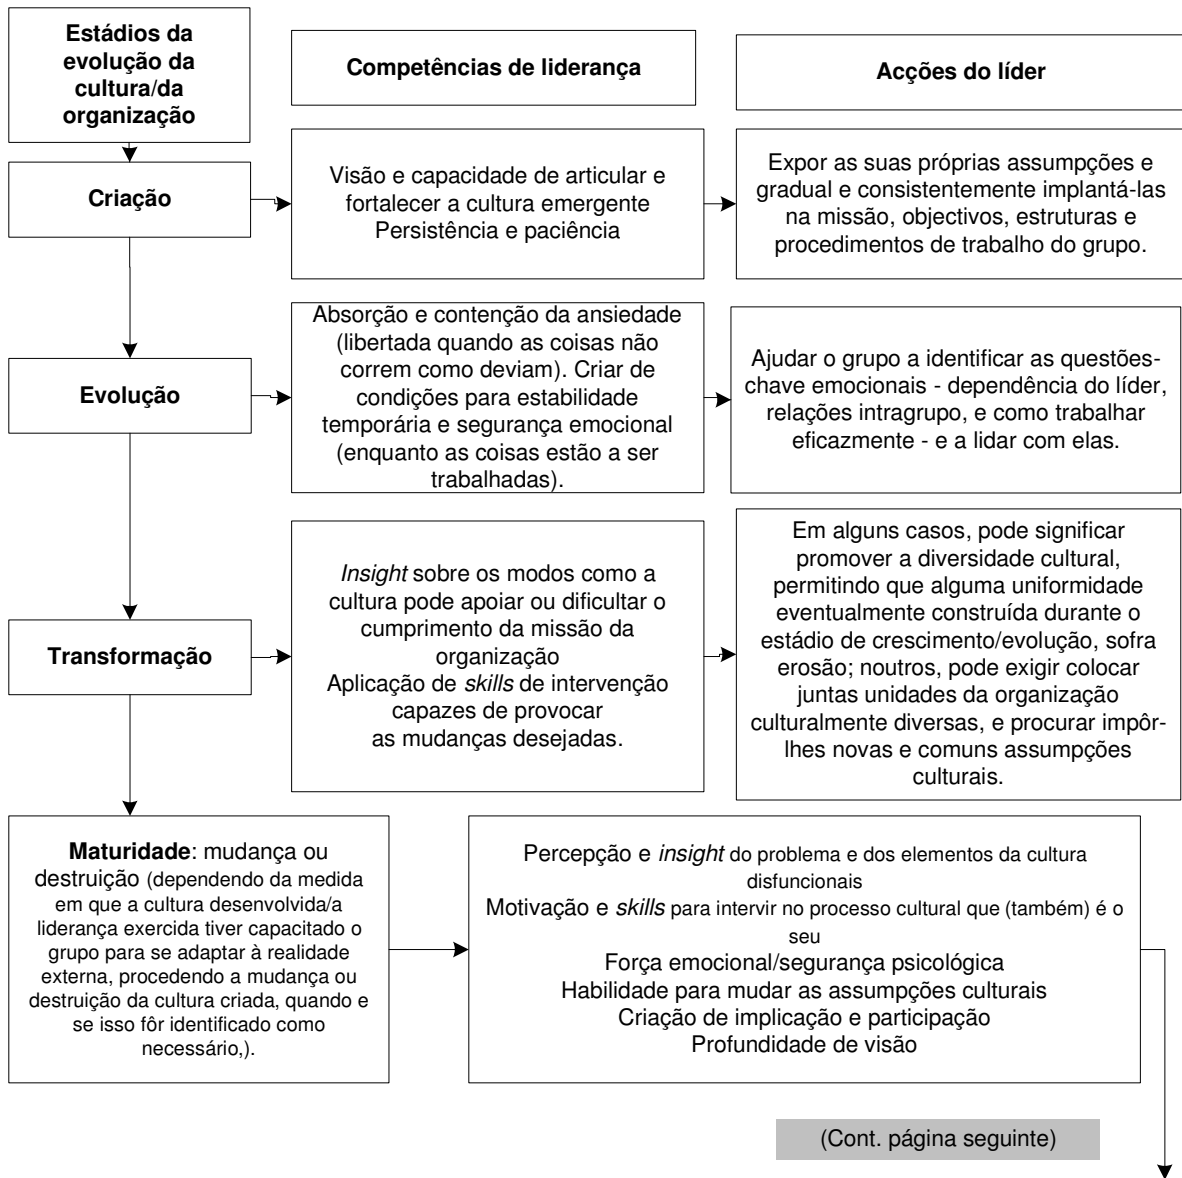 Estádios da
evolução da
cultura/da
organização
Competências de liderança
Acções do líder
Criação
Visão e capacidade de articular e
fortalecer a cultura emergente
Persistência e paciência
Expor as suas próprias assumpções e
gradual e consistentemente implantá-las
na missão, objectivos, estruturas e
procedimentos de trabalho do grupo.
Evolução
Absorção e contenção da ansiedade
(libertada quando as coisas não
correm como deviam). Criar de
condições para estabilidade
temporária e segurança emocional
(enquanto as coisas estão a ser
trabalhadas).
Ajudar o grupo a identificar as questões-
chave emocionais - dependência do líder,
relações intragrupo, e como trabalhar
eficazmente - e a lidar com elas.
Transformação
Insight sobre os modos como a
cultura pode apoiar ou dificultar o
cumprimento da missão da
organização
Aplicação de skills de intervenção
capazes de provocar
as mudanças desejadas.
Em alguns casos, pode significar
promover a diversidade cultural,
permitindo que alguma uniformidade
eventualmente construída durante o
estádio de crescimento/evolução, sofra
erosão; noutros, pode exigir colocar
juntas unidades da organização
culturalmente diversas, e procurar impôr-
lhes novas e comuns assumpções
culturais.
Maturidade: mudança ou
destruição (dependendo da medida
em que a cultura desenvolvida/a
liderança exercida tiver capacitado o
grupo para se adaptar à realidade
externa, procedendo a mudança ou
destruição da cultura criada, quando e
se isso fôr identificado como
necessário,).
Percepção e insight do problema e dos elementos da cultura
disfuncionais
Motivação e skills para intervir no processo cultural que (também) é o
seu
Força emocional/segurança psicológica
Habilidade para mudar as assumpções culturais
Criação de implicação e participação
Profundidade de visão
(Cont. página seguinte)